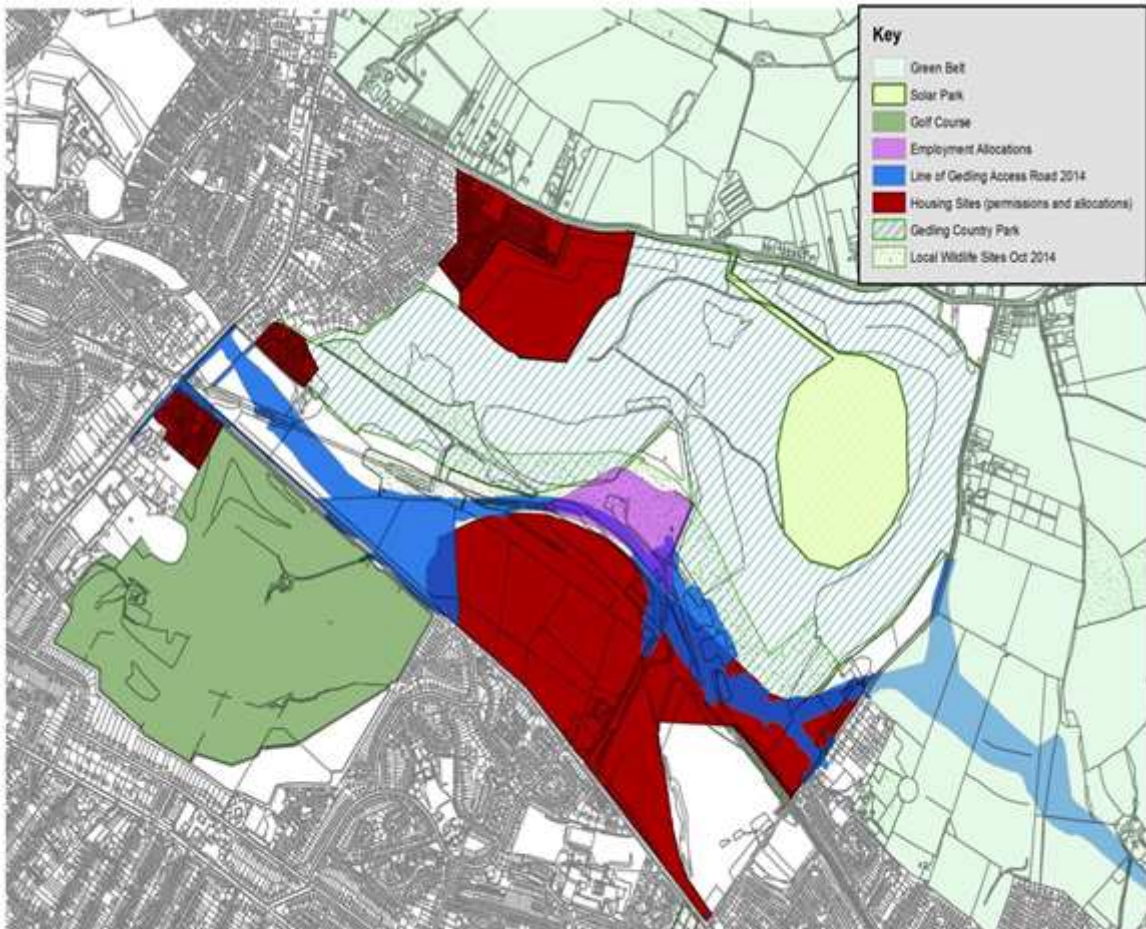 Key
Green Belt
Solar Park
Golf Course
Employment Allocations
Line of Gedling Access Road 2014
Housing Sites (permissions and allocations)
Gedling Country Park
Local Wildlife Sites Oct 2014